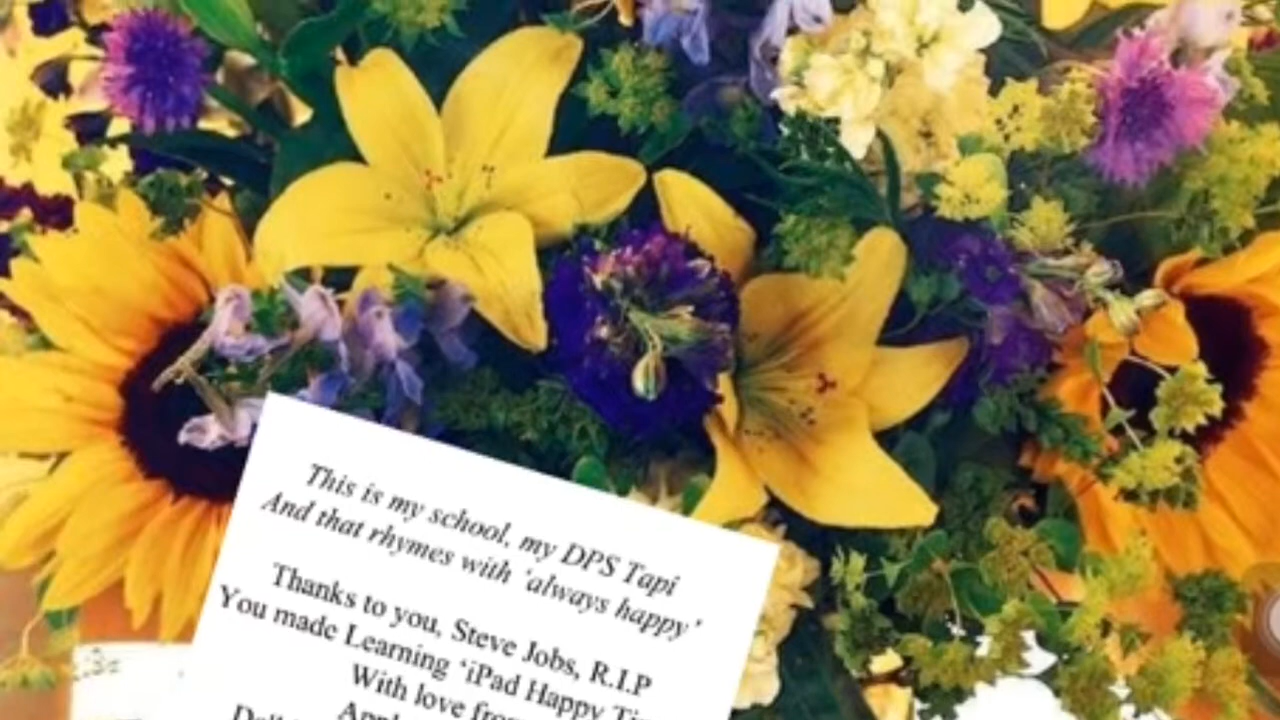 This is my school, my DPS Tapi
And that rhymes with ‘always happy’
Thanks to you, Steve Jobs, R.I.P
You made Learning ‘iPad Happy
With love